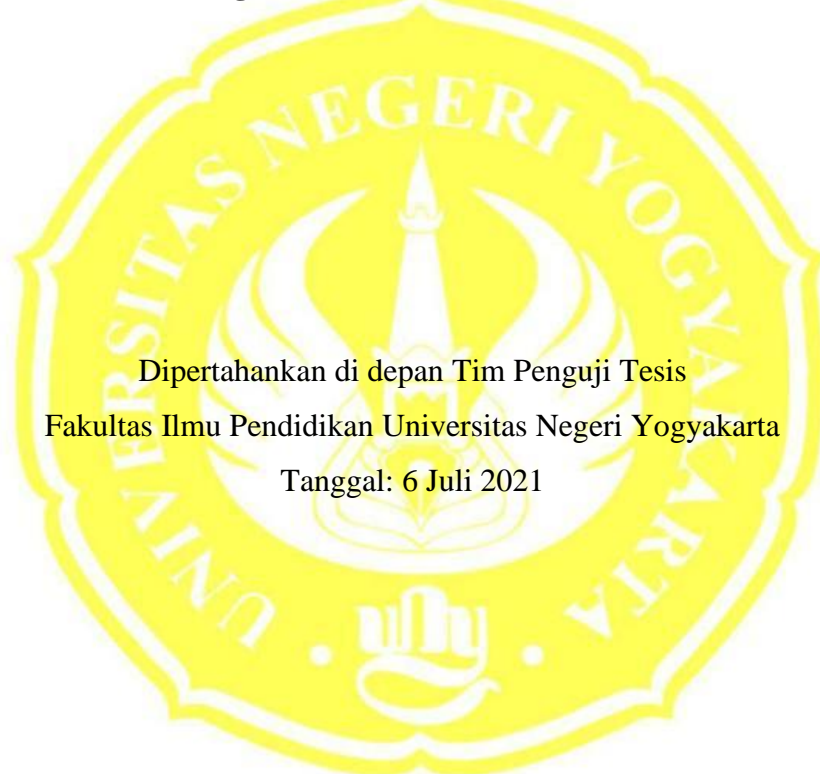 UNIVERSITAS NEGERI YOGYAKARTA
Dipertahankan di depan Tim Penguji Tesis
Fakultas Ilmu Pendidikan Universitas Negeri Yogyakarta
Tanggal: 6 Juli 2021
uny